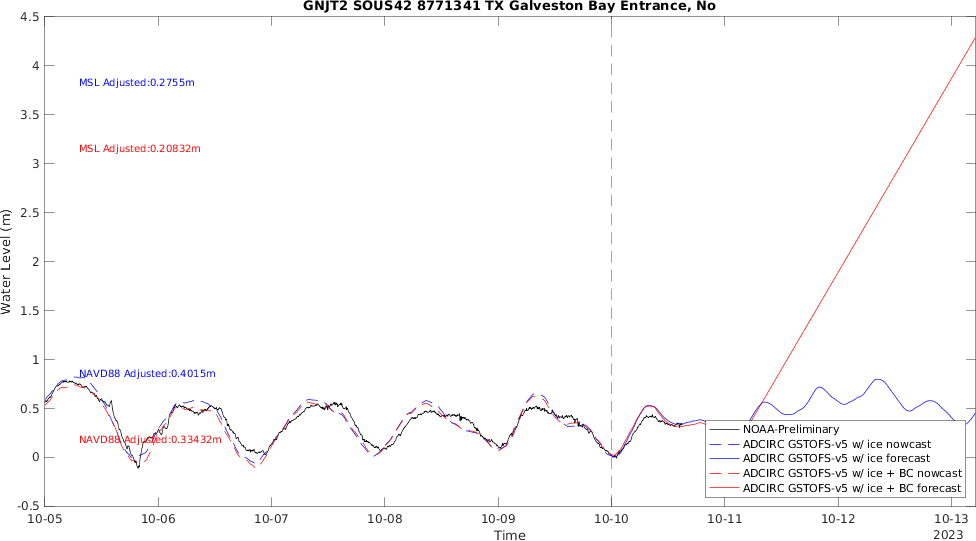 GNJT2 SOUS42 8771341 TX Galveston Bay Entrance, No
4.5
4
3.5
3
2.5
2
1.5
1
0.5
0
-0.5
Water Level (m)
MSL Adjusted:0.2755m
MSL Adjusted:0.20832m
NAVD88 Adjusted:0.4015m
NAVD88 Adjusted:0.33432m
NOAA-Preliminary
ADCIRC GSTOFS-v5 w/ ice nowcast
ADCIRC GSTOFS-v5 w/ ice forecast
ADCIRC GSTOFS-v5 w/ ice + BC nowcast
ADCIRC GSTOFS-v5 w/ ice + BC forecast
10-05 10-06 10-07 10-08 10-09 10-10 10-11 10-12 10-13
Time
2023